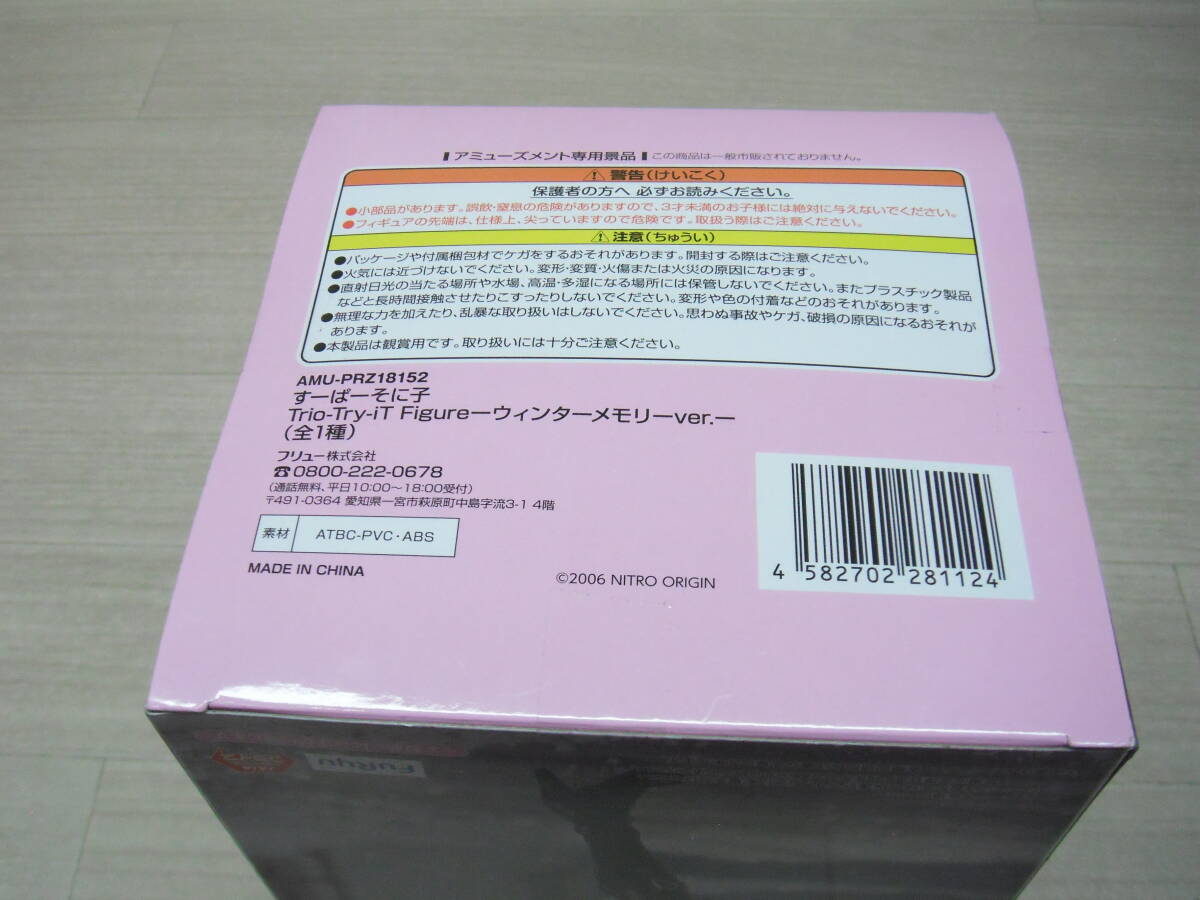 アミューズメント専用景品 この商品は一般市販されておりません。
警告(けいこく)
保護者の方へ 必ずお読みください。
●小部品があります。誤飲・窒息の危険がありますので、3才未満のお子様には絶対に与えないでください。
●フィギュアの先端は、仕様上、尖っていますので危険です。取扱う際はご注意ください。
注意(ちゅうい)
●パッケージや付属梱包材でケガをするおそれがあります。開封する際はご注意ください。
●火気には近づけないでください。変形・変質・火傷または火災の原因になります。
●直射日光の当たる場所や水場、高温・多湿になる場所には保管しないでください。またプラスチック製品
などと長時間接触させたりこすったりしないでください。変形や色の付着などのおそれがあります。
●無理な力を加えたり、乱暴な取り扱いはしないでください。思わぬ事故やケガ、破損の原因になるおそれが
あります。
●本製品は観賞用です。取り扱いには十分ご注意ください。
AMU-PRZ18152
すーぱーそに子
Trio-Try-iT Figureーウィンターメモリーver.ー
(全1種)
フリュー株式会社
☎0800-222-0678
(通話無料、平日10:00~18:00受付)
〒491-0364 愛知県一宮市萩原町中島字流3-1 4階
素材 ATBC-PVC・ABS
MADE IN CHINA
©2006 NITRO ORIGIN
4 582702 281124
FuRyu